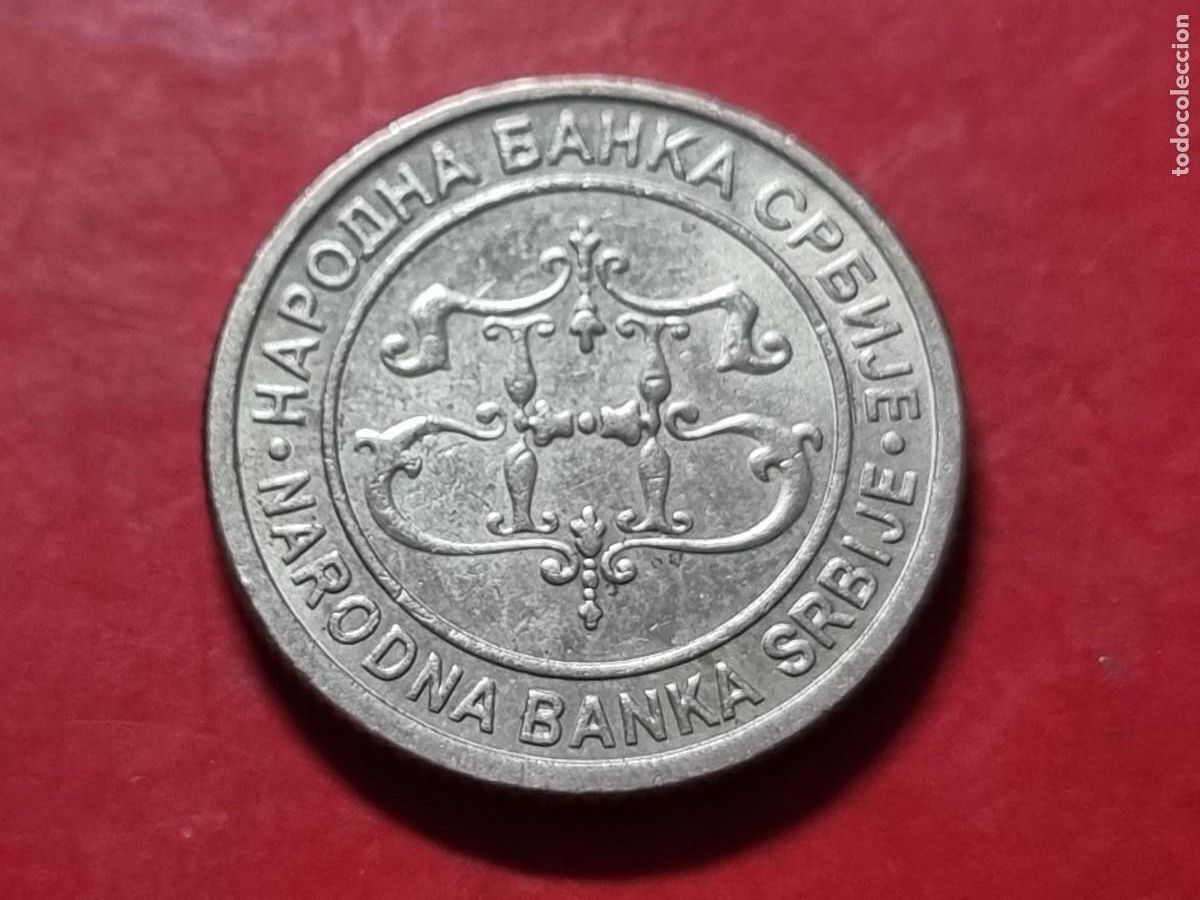 · НАРОДНА БАНКА СРБИЈЕ ·
NARODNA BANKA SRBIJE
todocoleccion